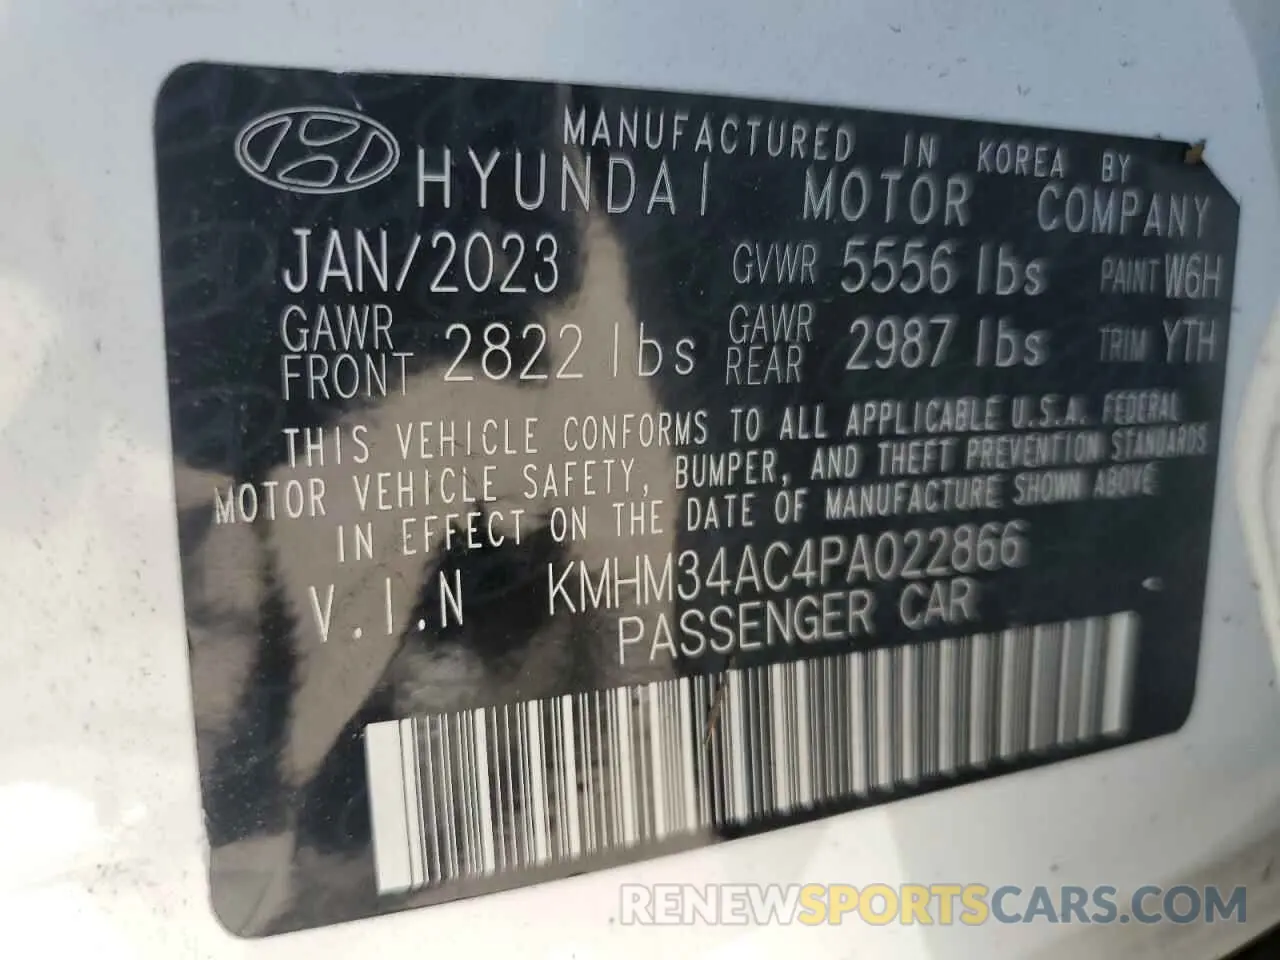 MANUFACTURED IN KOREA BY
HYUNDAI MOTOR COMPANY
JAN/2023 GVWR 5556 lbs PAINT W6H
GAWR FRONT 2822 lbs GAWR REAR 2987 lbs TRIM YTH
THIS VEHICLE CONFORMS TO ALL APPLICABLE U.S.A. FEDERAL
MOTOR VEHICLE SAFETY, BUMPER, AND THEFT PREVENTION STANDARDS
IN EFFECT ON THE DATE OF MANUFACTURE SHOWN ABOVE
V.I.N KMHM34AC4PA022866
PASSENGER CAR
RENEWSPORTSCARS.COM